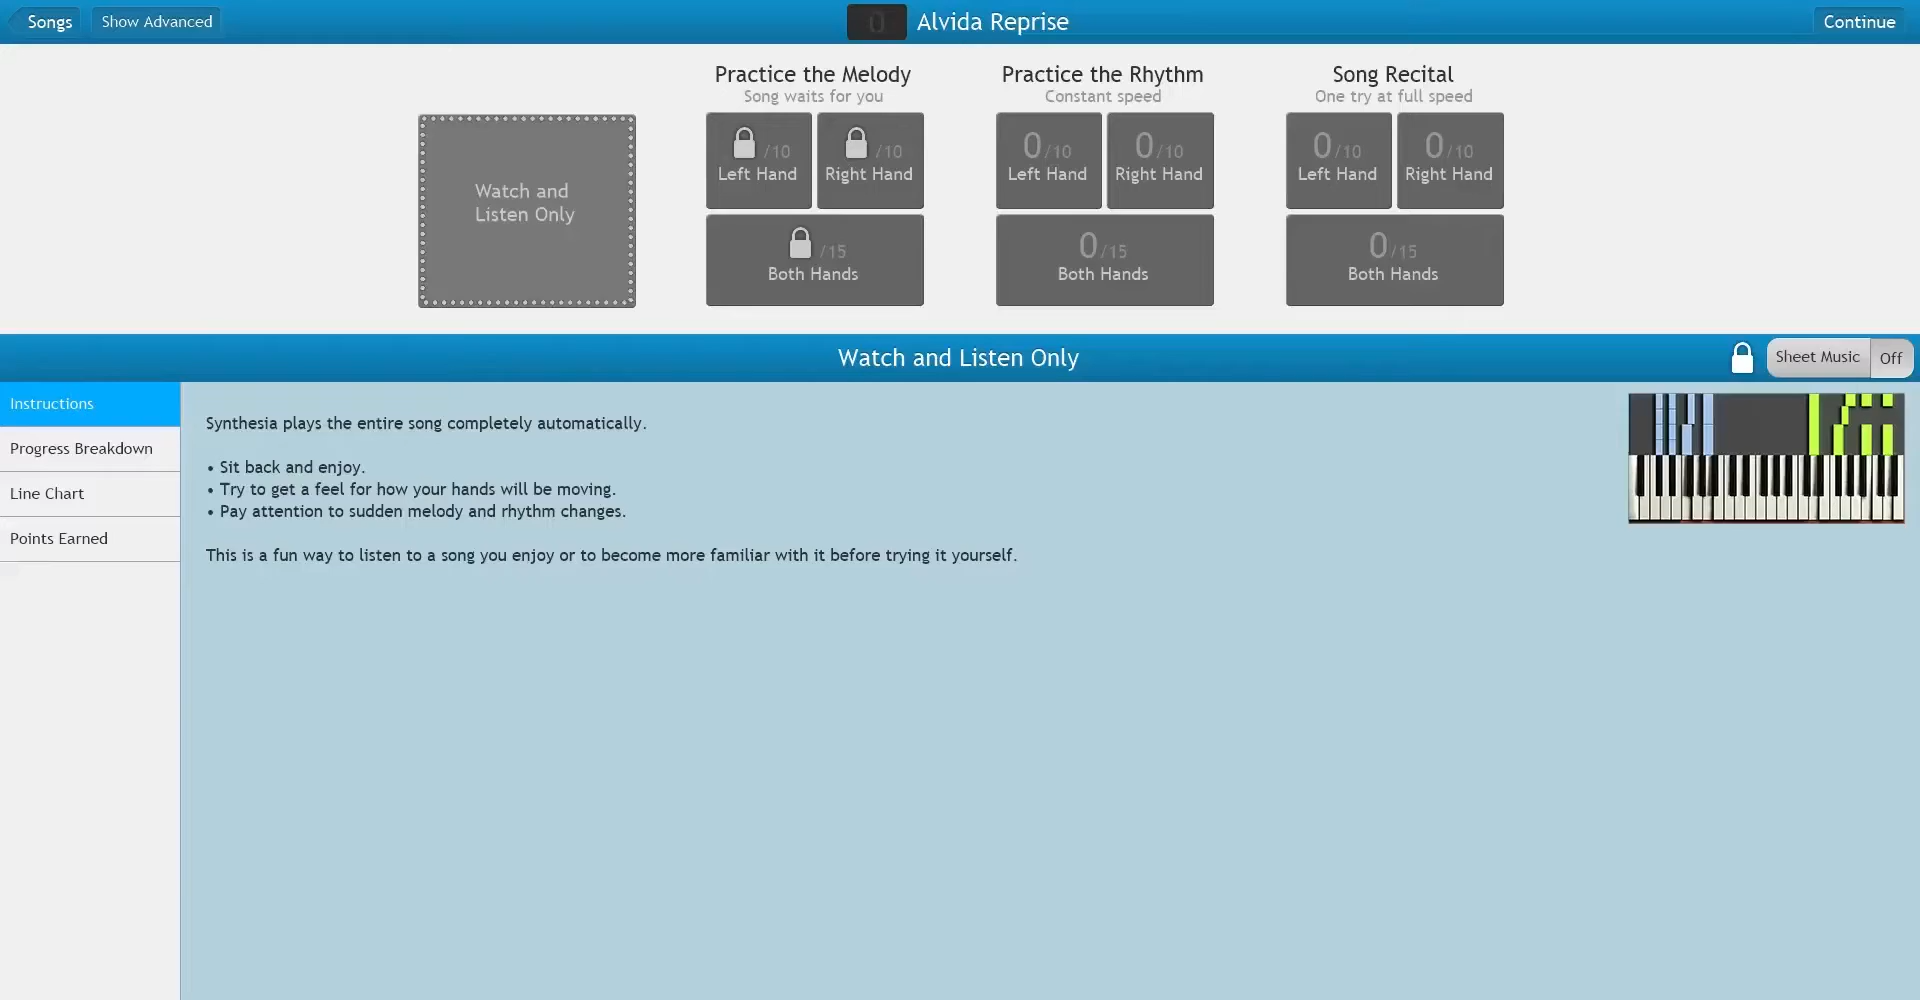 Songs
Show Advanced
0
Alvida Reprise
Continue
Practice the Melody
Song waits for you
Practice the Rhythm
Constant speed
Song Recital
One try at full speed
Watch and
Listen Only
/10
Left Hand
/10
Right Hand
/15
Both Hands
0/10
Left Hand
0/10
Right Hand
0/15
Both Hands
0/10
Left Hand
0/10
Right Hand
0/15
Both Hands
Watch and Listen Only
Sheet Music
Off
Instructions
Progress Breakdown
Line Chart
Points Earned
Synthesia plays the entire song completely automatically.
• Sit back and enjoy.
• Try to get a feel for how your hands will be moving.
• Pay attention to sudden melody and rhythm changes.
This is a fun way to listen to a song you enjoy or to become more familiar with it before trying it yourself.